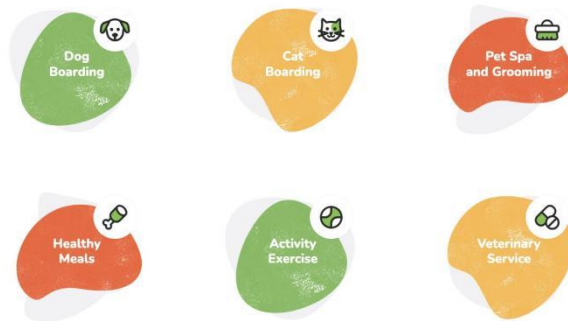 Dog
Boarding
Cat
Boarding
Pet Spa
and Grooming
Healthy
Meals
Activity
Exercise
Veterinary
Service